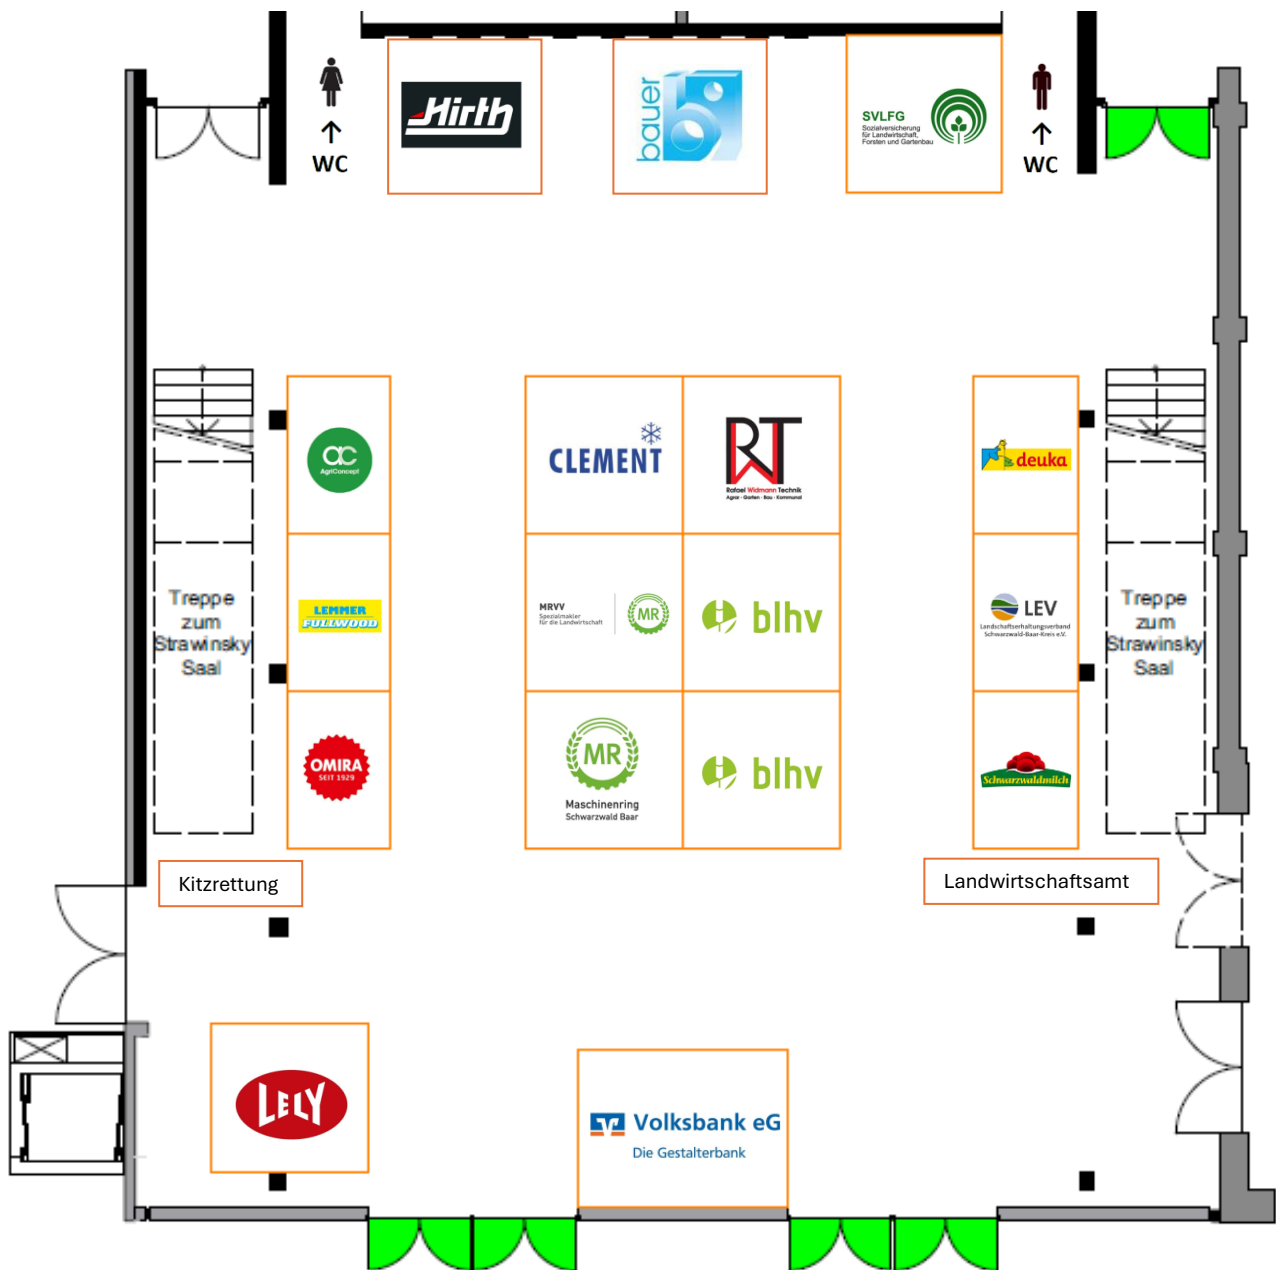 WC
Hirth
bauer
b
SVLFG
Sozialversicherung
für Landwirtschaft,
Forsten und Gartenbau
WC
ac
AgriConcept
CLEMENT
RWT
Rafael Widmann Technik
Agrar - Garten - Bau - Kommunal
deuka
Treppe
zum
Strawinsky
Saal
LEMMER
FULLWOOD
MRVV
Spezialmakler
für die Landwirtschaft
MR
blhv
LEV
Landschaftserhaltungsverband
Schwarzwald-Baar-Kreis e.V.
Treppe
zum
Strawinsky
Saal
OMIRA
SEIT 1929
MR
Maschinenring
Schwarzwald Baar
blhv
Schwarzwaldmilch
Kitzrettung
Landwirtschaftsamt
LELY
Volksbank eG
Die Gestalterbank